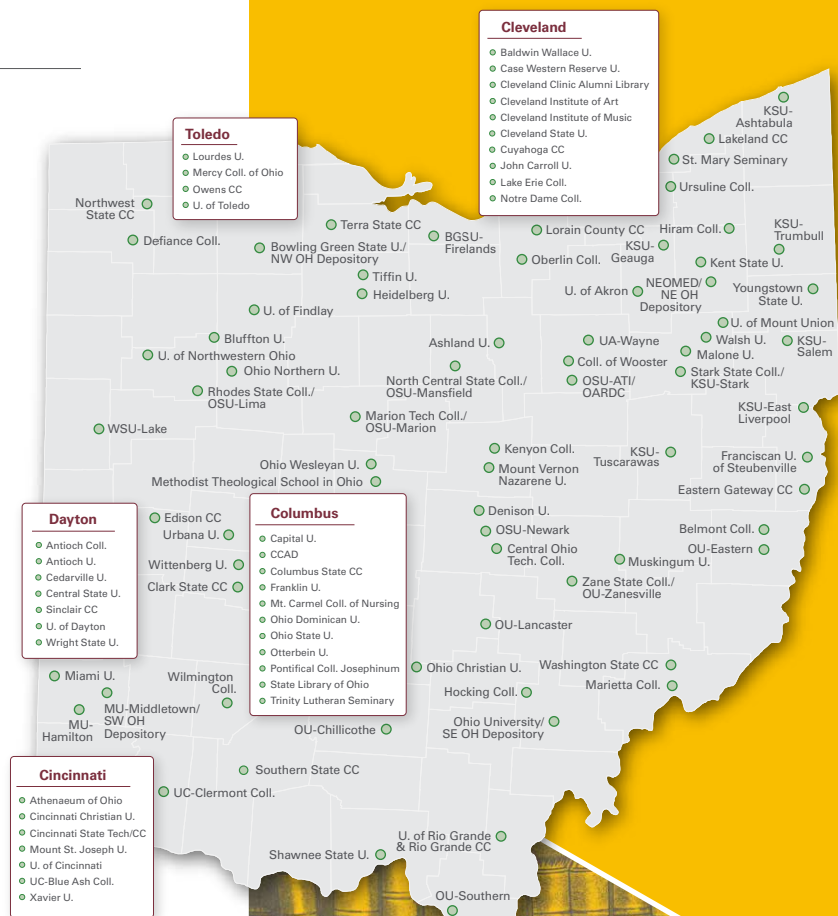 Cleveland
Baldwin Wallace U.
Case Western Reserve U.
Cleveland Clinic Alumni Library
Cleveland Institute of Art
Cleveland Institute of Music
Cleveland State U.
Cuyahoga CC
John Carroll U.
Lake Erie Coll.
Notre Dame Coll.
Toledo
Lourdes U.
Mercy Coll. of Ohio
Owens CC
U. of Toledo
KSU-
Ashtabula
Lakeland CC
St. Mary Seminary
Ursuline Coll.
Northwest
State CC
Defiance Coll.
Bowling Green State U./
NW OH Depository
Terra State CC
BGSU-
Firelands
Lorain County CC
Oberlin Coll.
KSU-
Geauga
Hiram Coll.
KSU-
Trumbull
Kent State U.
Tiffin U.
Heidelberg U.
U. of Akron
NEOMED/
NE OH
Depository
Youngstown
State U.
U. of Findlay
U. of Mount Union
Bluffton U.
U. of Northwestern Ohio
Ohio Northern U.
Ashland U.
UA-Wayne
Walsh U.
KSU-
Salem
Malone U.
Coll. of Wooster
North Central State Coll./
OSU-Mansfield
OSU-ATI/
OARDC
Stark State Coll./
KSU-Stark
Rhodes State Coll./
OSU-Lima
Marion Tech Coll./
OSU-Marion
KSU-East
Liverpool
WSU-Lake
Kenyon Coll.
KSU-
Tuscarawas
Franciscan U.
of Steubenville
Ohio Wesleyan U.
Mount Vernon
Nazarene U.
Methodist Theological School in Ohio
Eastern Gateway CC
Dayton
Antioch Coll.
Antioch U.
Cedarville U.
Central State U.
Sinclair CC
U. of Dayton
Wright State U.
Edison CC
Urbana U.
Wittenberg U.
Clark State CC
Columbus
Capital U.
CCAD
Columbus State CC
Franklin U.
Mt. Carmel Coll. of Nursing
Ohio Dominican U.
Ohio State U.
Otterbein U.
Pontifical Coll. Josephinum
State Library of Ohio
Trinity Lutheran Seminary
Denison U.
OSU-Newark
Central Ohio
Tech. Coll.
Belmont Coll.
OU-Eastern
Muskingum U.
Zane State Coll./
OU-Zanesville
OU-Lancaster
Miami U.
MU-Middletown/
SW OH
Depository
MU-
Hamilton
Wilmington
Coll.
Ohio Christian U.
Washington State CC
Hocking Coll.
Marietta Coll.
OU-Chillicothe
Ohio University/
SE OH Depository
Cincinnati
Athenaeum of Ohio
Cincinnati Christian U.
Cincinnati State Tech/CC
Mount St. Joseph U.
U. of Cincinnati
UC-Blue Ash Coll.
Xavier U.
Southern State CC
UC-Clermont Coll.
U. of Rio Grande
& Rio Grande CC
Shawnee State U.
OU-Southern